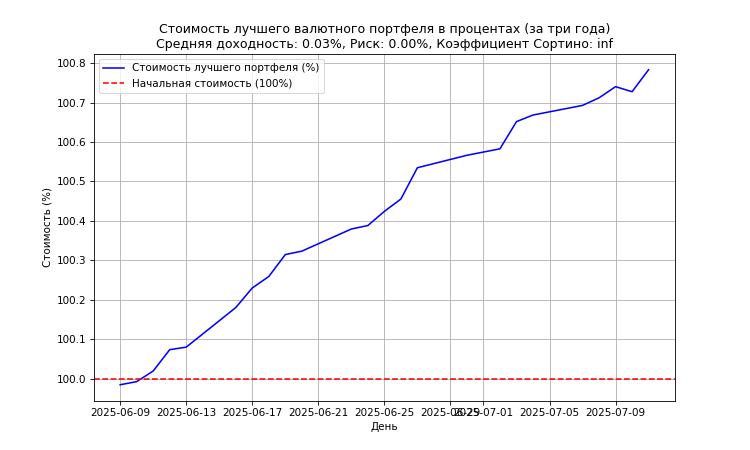 Стоимость лучшего валютного портфеля в процентах (за три года)
Средняя доходность: 0.03%, Риск: 0.00%, Коэффициент Сортино: inf
Стоимость лучшего портфеля (%)
Начальная стоимость (100%)
100.8
100.7
100.6
100.5
100.4
100.3
100.2
100.1
100.0
Стоимость (%)
2025-06-09 2025-06-13 2025-06-17 2025-06-21 2025-06-25 2025-06-29 2025-07-01 2025-07-05 2025-07-09
День